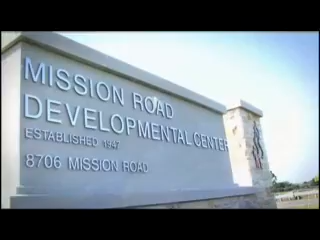 MISSION ROAD
DEVELOPMENTAL CENTER
ESTABLISHED 1947
8706 MISSION ROAD